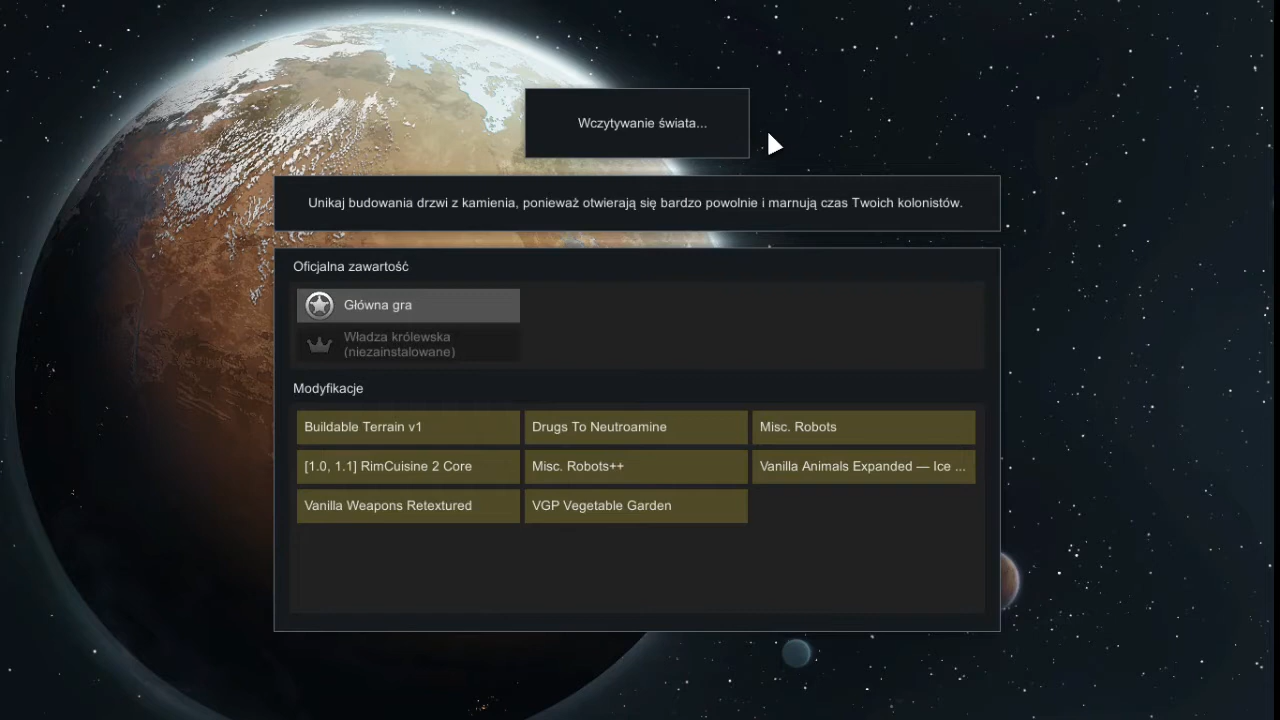 Wczytywanie świata...
Unikaj budowania drzwi z kamienia, ponieważ otwierają się bardzo powolnie i marnują czas Twoich kolonistów.
Oficjalna zawartość
Główna gra
Władza królewska
(niezainstalowane)
Modyfikacje
Buildable Terrain v1
Drugs To Neutroamine
Misc. Robots
[1.0, 1.1] RimCuisine 2 Core
Misc. Robots++
Vanilla Animals Expanded — Ice ...
Vanilla Weapons Retextured
VGP Vegetable Garden